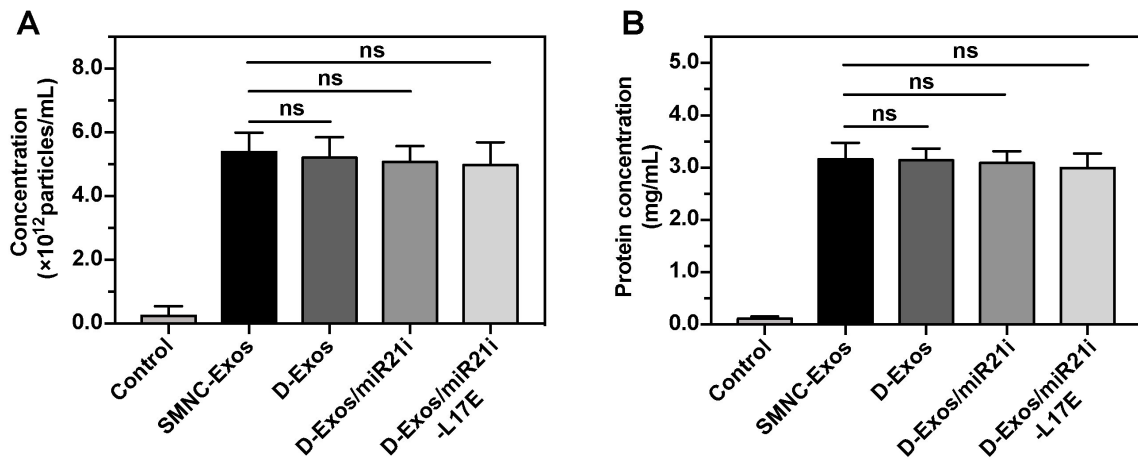 A
Concentration
(×10¹²particles/mL)
8.0
6.0
4.0
2.0
0.0
ns
ns
ns
Control
SMNC-Exos
D-Exos
D-Exos/miR21i
D-Exos/miR21i
-L17E
B
Protein concentration
(mg/mL)
5.0
4.0
3.0
2.0
1.0
0.0
ns
ns
ns
Control
SMNC-Exos
D-Exos
D-Exos/miR21i
D-Exos/miR21i
-L17E